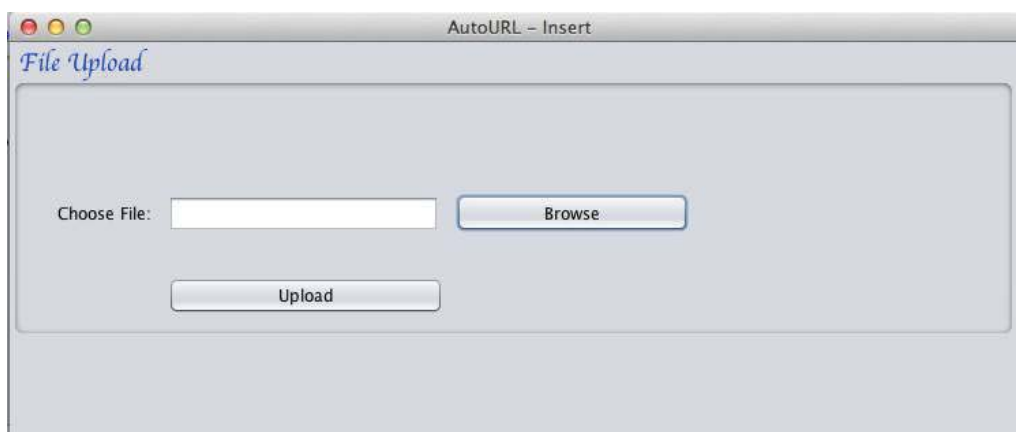 AutoURL – Insert
File Upload
Choose File:
Browse
Upload